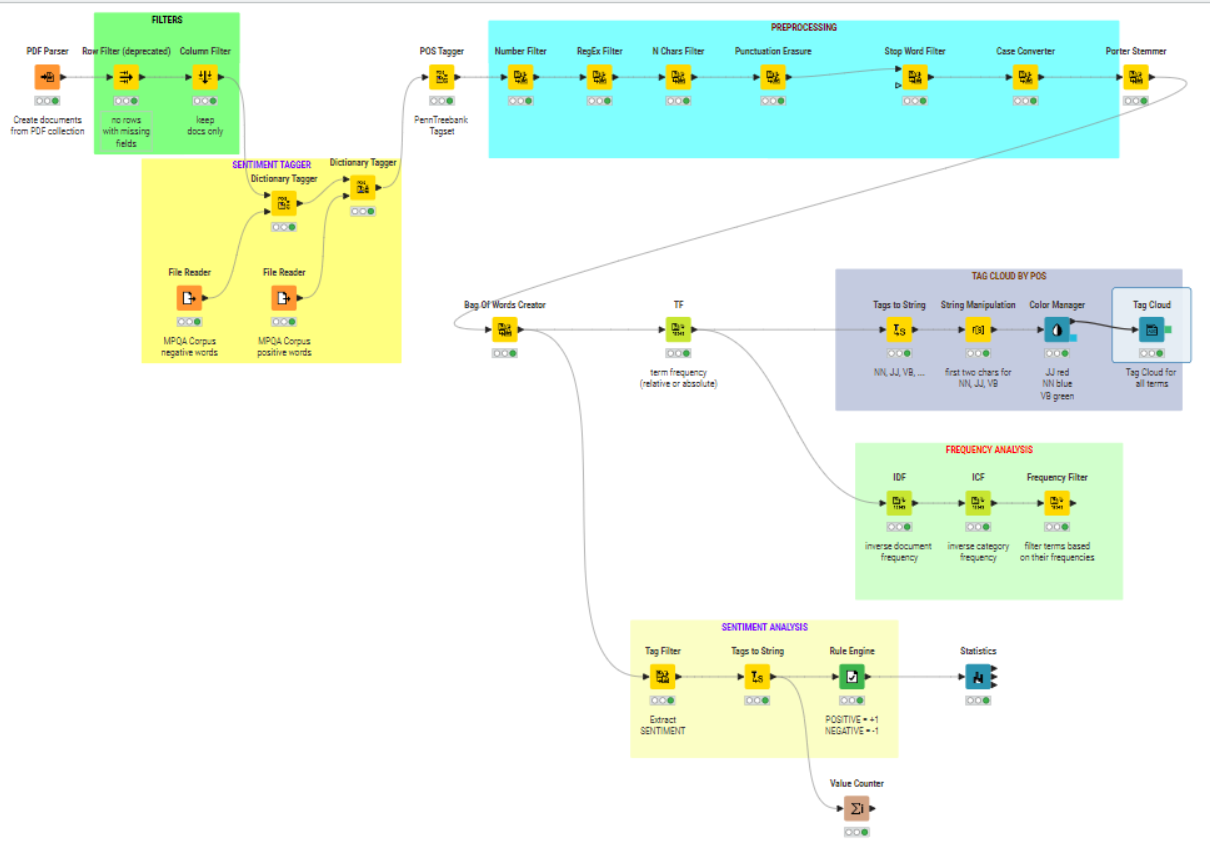 FILTERS
PREPROCESSING
PDF Parser
Row Filter (deprecated)
Column Filter
POS Tagger
Number Filter
RegEx Filter
N Chars Filter
Punctuation Erasure
Stop Word Filter
Case Converter
Porter Stemmer
Create documents
from PDF collection
no rows
with missing
fields
keep
docs only
PennTreebank
Tagset
SENTIMENT TAGGER
Dictionary Tagger
Dictionary Tagger
File Reader
File Reader
MPQA Corpus
negative words
MPQA Corpus
positive words
TAG CLOUD BY POS
Bag Of Words Creator
TF
Tags to String
String Manipulation
Color Manager
Tag Cloud
term frequency
(relative or absolute)
NN, JJ, VB, ...
first two chars for
NN, JJ, VB
JJ red
NN blue
VB green
Tag Cloud for
all terms
FREQUENCY ANALYSIS
IDF
ICF
Frequency Filter
inverse document
frequency
inverse category
frequency
filter terms based
on their frequencies
SENTIMENT ANALYSIS
Tag Filter
Tags to String
Rule Engine
Statistics
Extract
SENTIMENT
POSITIVE = +1
NEGATIVE = -1
Value Counter